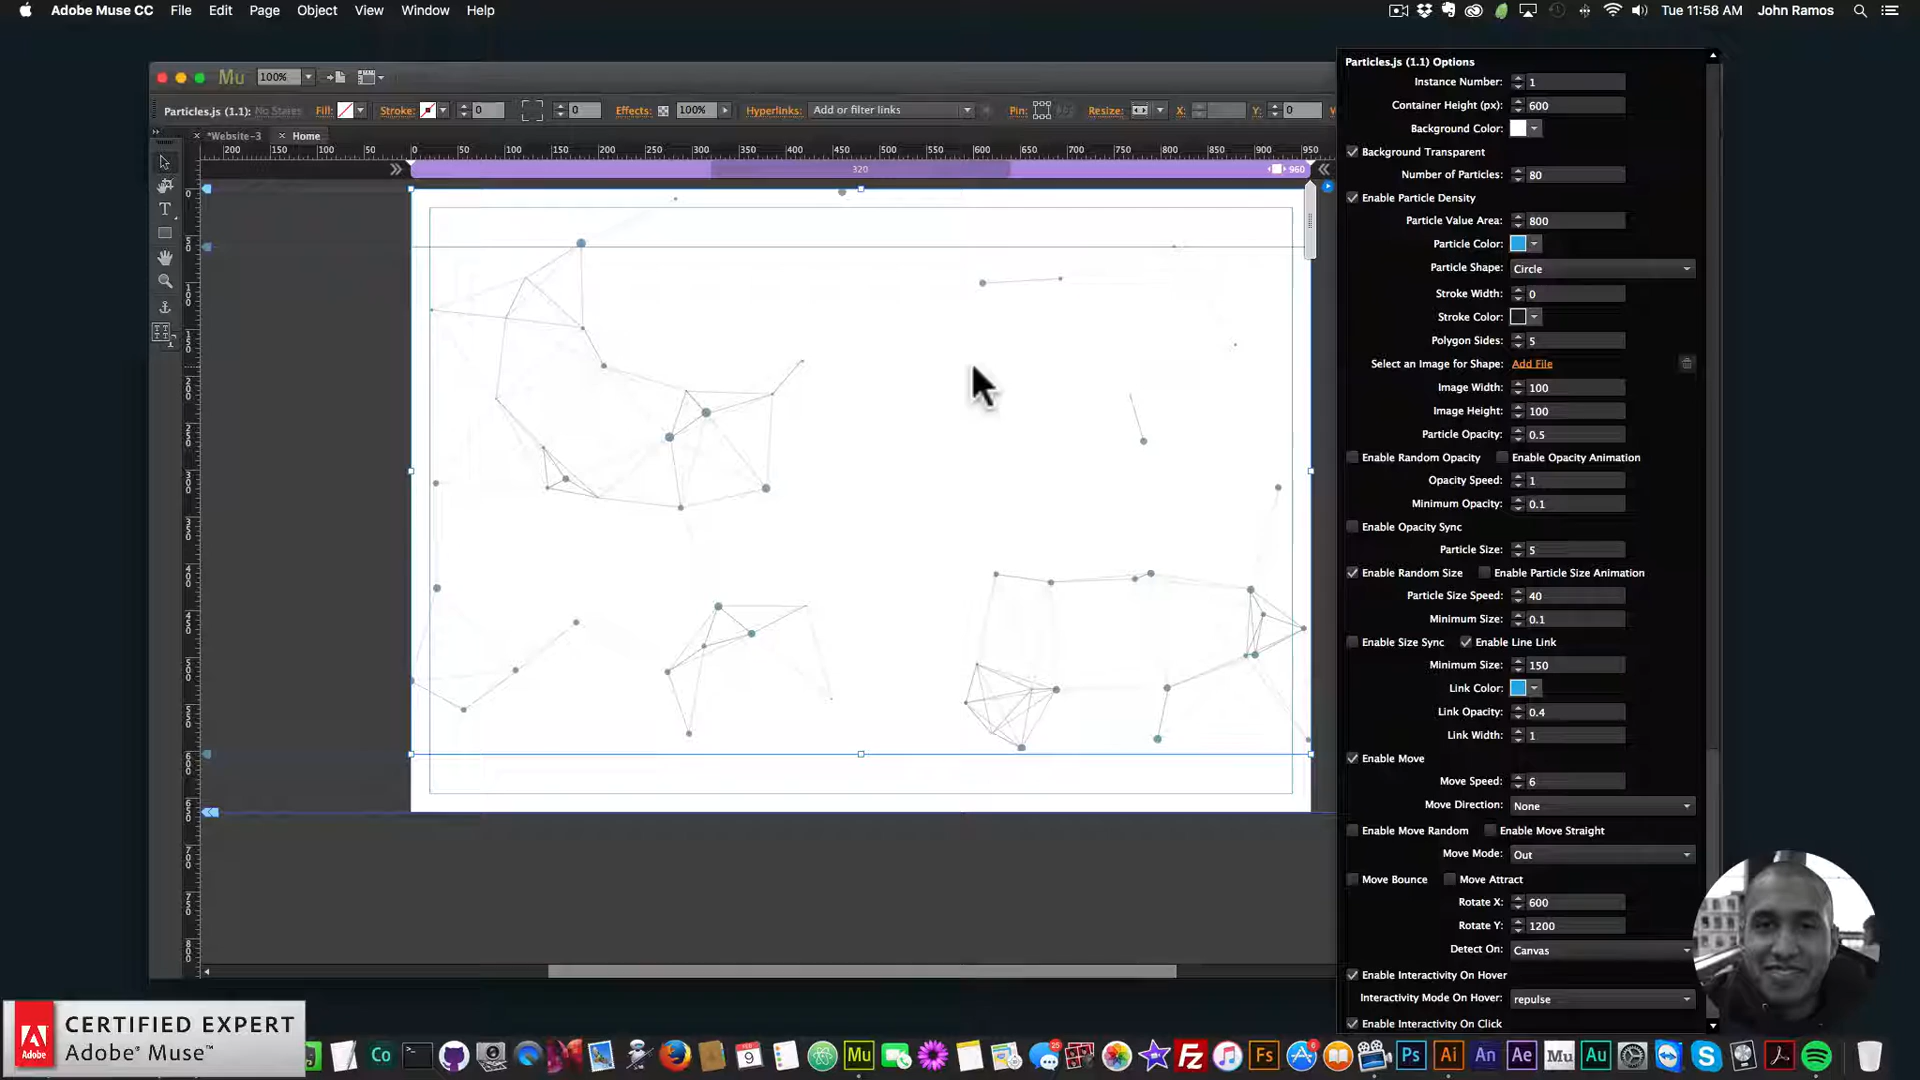 Adobe Muse CC File Edit Page Object View Window Help Tue 11:58 AM John Ramos
Mu 100%
Particles.js (1.1): No States Fill: Stroke: 0 0 Effects: 100% Hyperlinks: Add or filter links Pin: Resize: X: Y: 0
*Website-3 Home
200 150 100 50 0 50 100 150 200 250 300 350 400 450 500 550 600 650 700 750 800 850 900 950
320 960
Particles.js (1.1) Options
Instance Number: 1
Container Height (px): 600
Background Color:
Background Transparent
Number of Particles: 80
Enable Particle Density
Particle Value Area: 800
Particle Color:
Particle Shape: Circle
Stroke Width: 0
Stroke Color:
Polygon Sides: 5
Select an Image for Shape: Add File
Image Width: 100
Image Height: 100
Particle Opacity: 0.5
Enable Random Opacity Enable Opacity Animation
Opacity Speed: 1
Minimum Opacity: 0.1
Enable Opacity Sync
Particle Size: 5
Enable Random Size Enable Particle Size Animation
Particle Size Speed: 40
Minimum Size: 0.1
Enable Size Sync Enable Line Link
Minimum Size: 150
Link Color:
Link Opacity: 0.4
Link Width: 1
Enable Move
Move Speed: 6
Move Direction: None
Enable Move Random Enable Move Straight
Move Mode: Out
Move Bounce Move Attract
Rotate X: 600
Rotate Y: 1200
Detect On: Canvas
Enable Interactivity On Hover
Interactivity Mode On Hover: repulse
Enable Interactivity On Click
CERTIFIED EXPERT
Adobe® Muse™
Adobe
Co Mu Fz Fs Ps Ai An Ae Mu Au